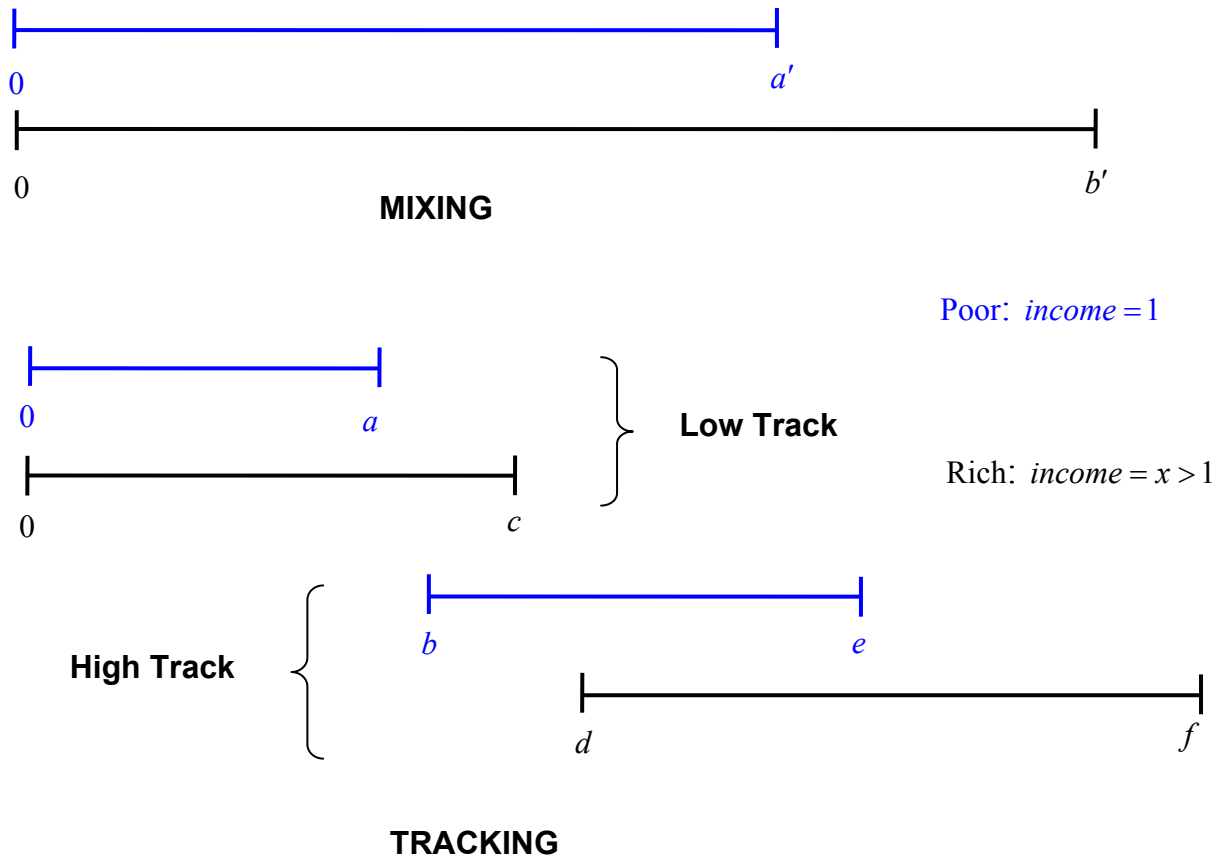 0 a′
0 b′
MIXING
Poor: income = 1
0 a
Low Track
Rich: income = x > 1
0 c
b e
High Track
d f
TRACKING